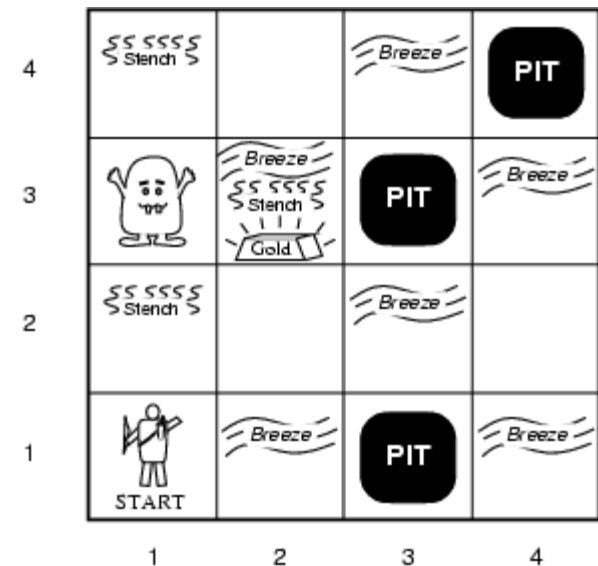 4
Stench
Breeze
PIT
3
Breeze
Stench
Gold
PIT
Breeze
2
Stench
Breeze
1
START
Breeze
PIT
Breeze
1 2 3 4